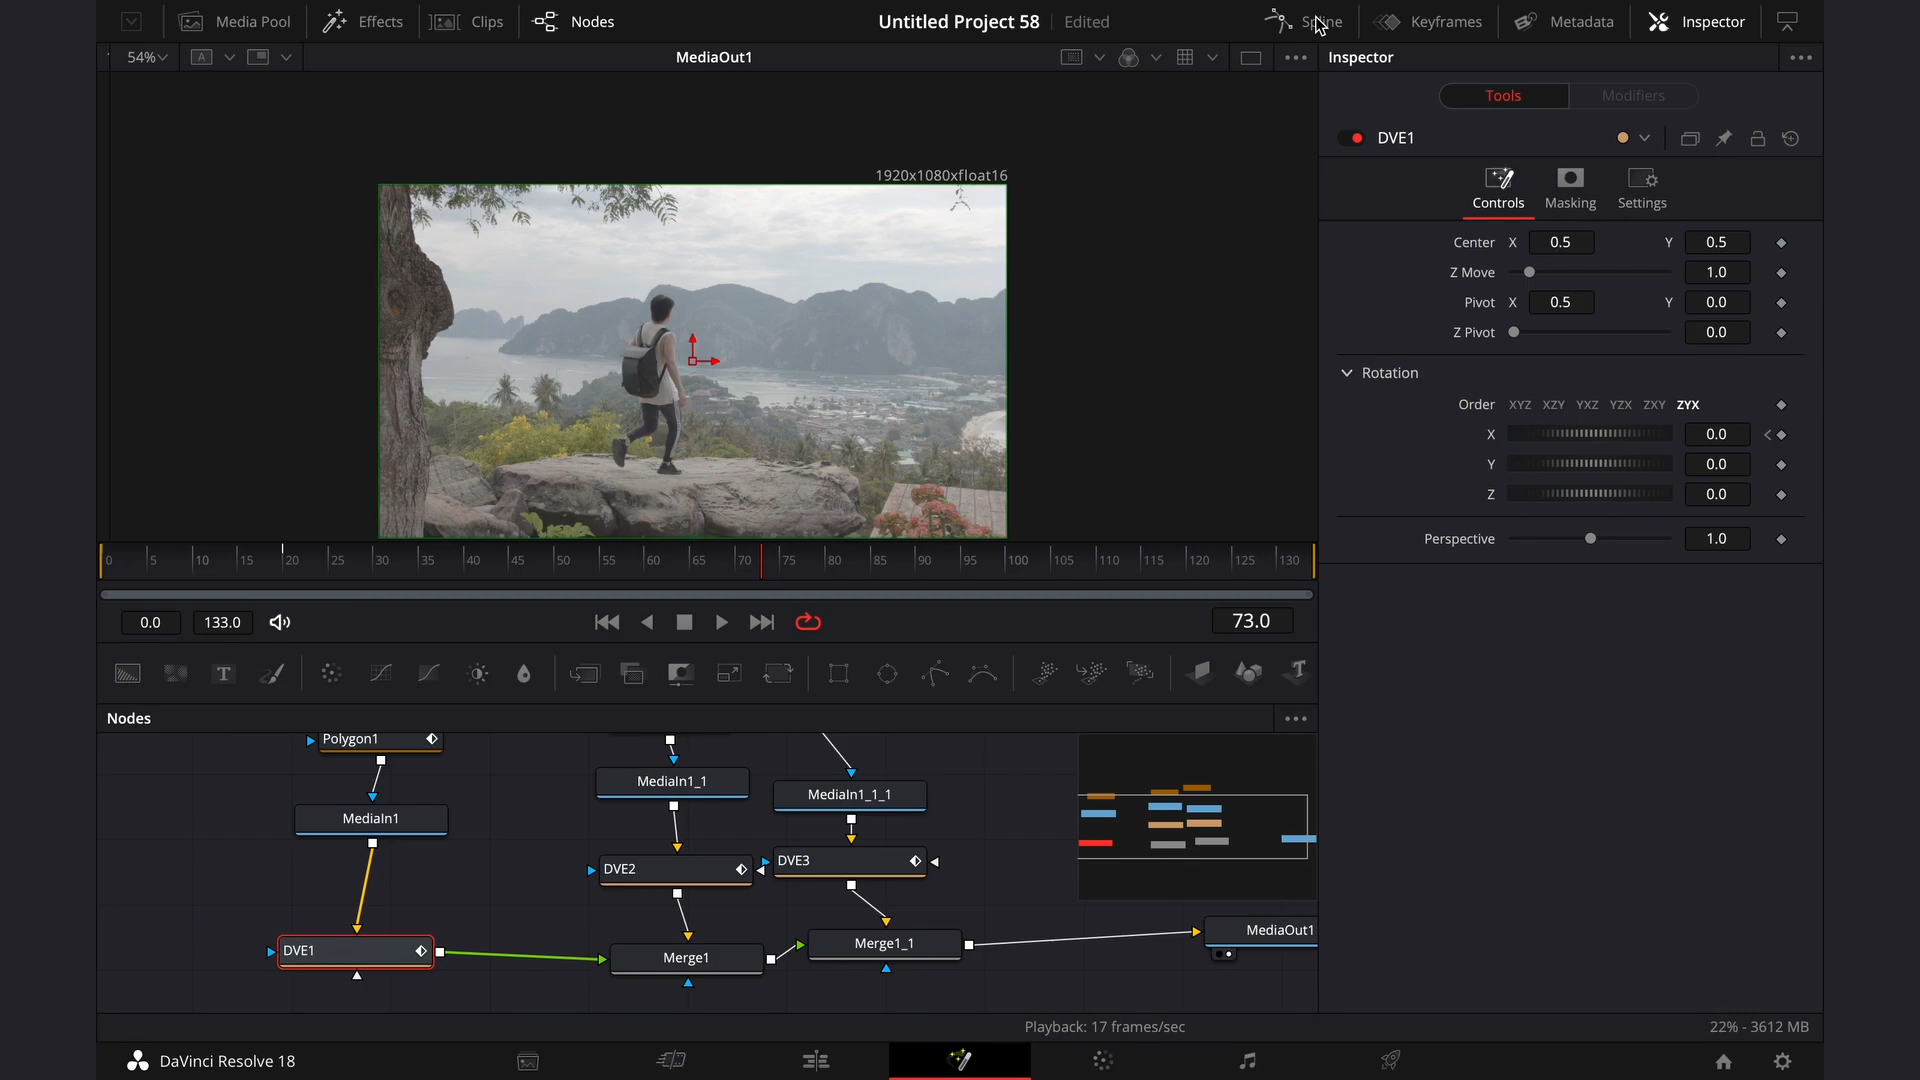 Media Pool Effects Clips Nodes Untitled Project 58 Edited Spline Keyframes Metadata Inspector
54% A MediaOut1 Inspector
Tools Modifiers
DVE1
1920x1080xfloat16
Controls Masking Settings
Center X 0.5 Y 0.5
Z Move 1.0
Pivot X 0.5 Y 0.0
Z Pivot 0.0
Rotation
Order XYZ XZY YXZ YZX ZXY ZYX
X 0.0
Y 0.0
Z 0.0
Perspective 1.0
0 5 10 15 20 25 30 35 40 45 50 55 60 65 70 75 80 85 90 95 100 105 110 115 120 125 130
0.0 133.0 73.0
T T
Nodes
Polygon1
MediaIn1_1
MediaIn1_1_1
MediaIn1
DVE2 DVE3
DVE1 Merge1 Merge1_1 MediaOut1
Playback: 17 frames/sec 22% - 3612 MB
DaVinci Resolve 18